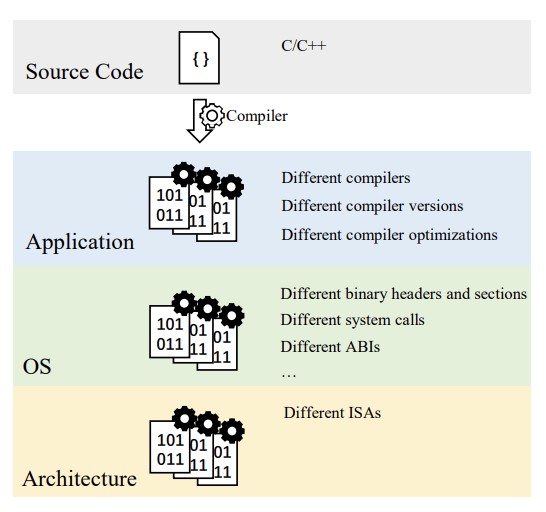 C/C++
{ }
Source Code
Compiler
Different compilers
101 01 01
011 11 11
Different compiler versions
Different compiler optimizations
Application
Different binary headers and sections
Different system calls
101 01 01
011 11 11
Different ABIs
OS
…
Different ISAs
101 01 01
011 11 11
Architecture